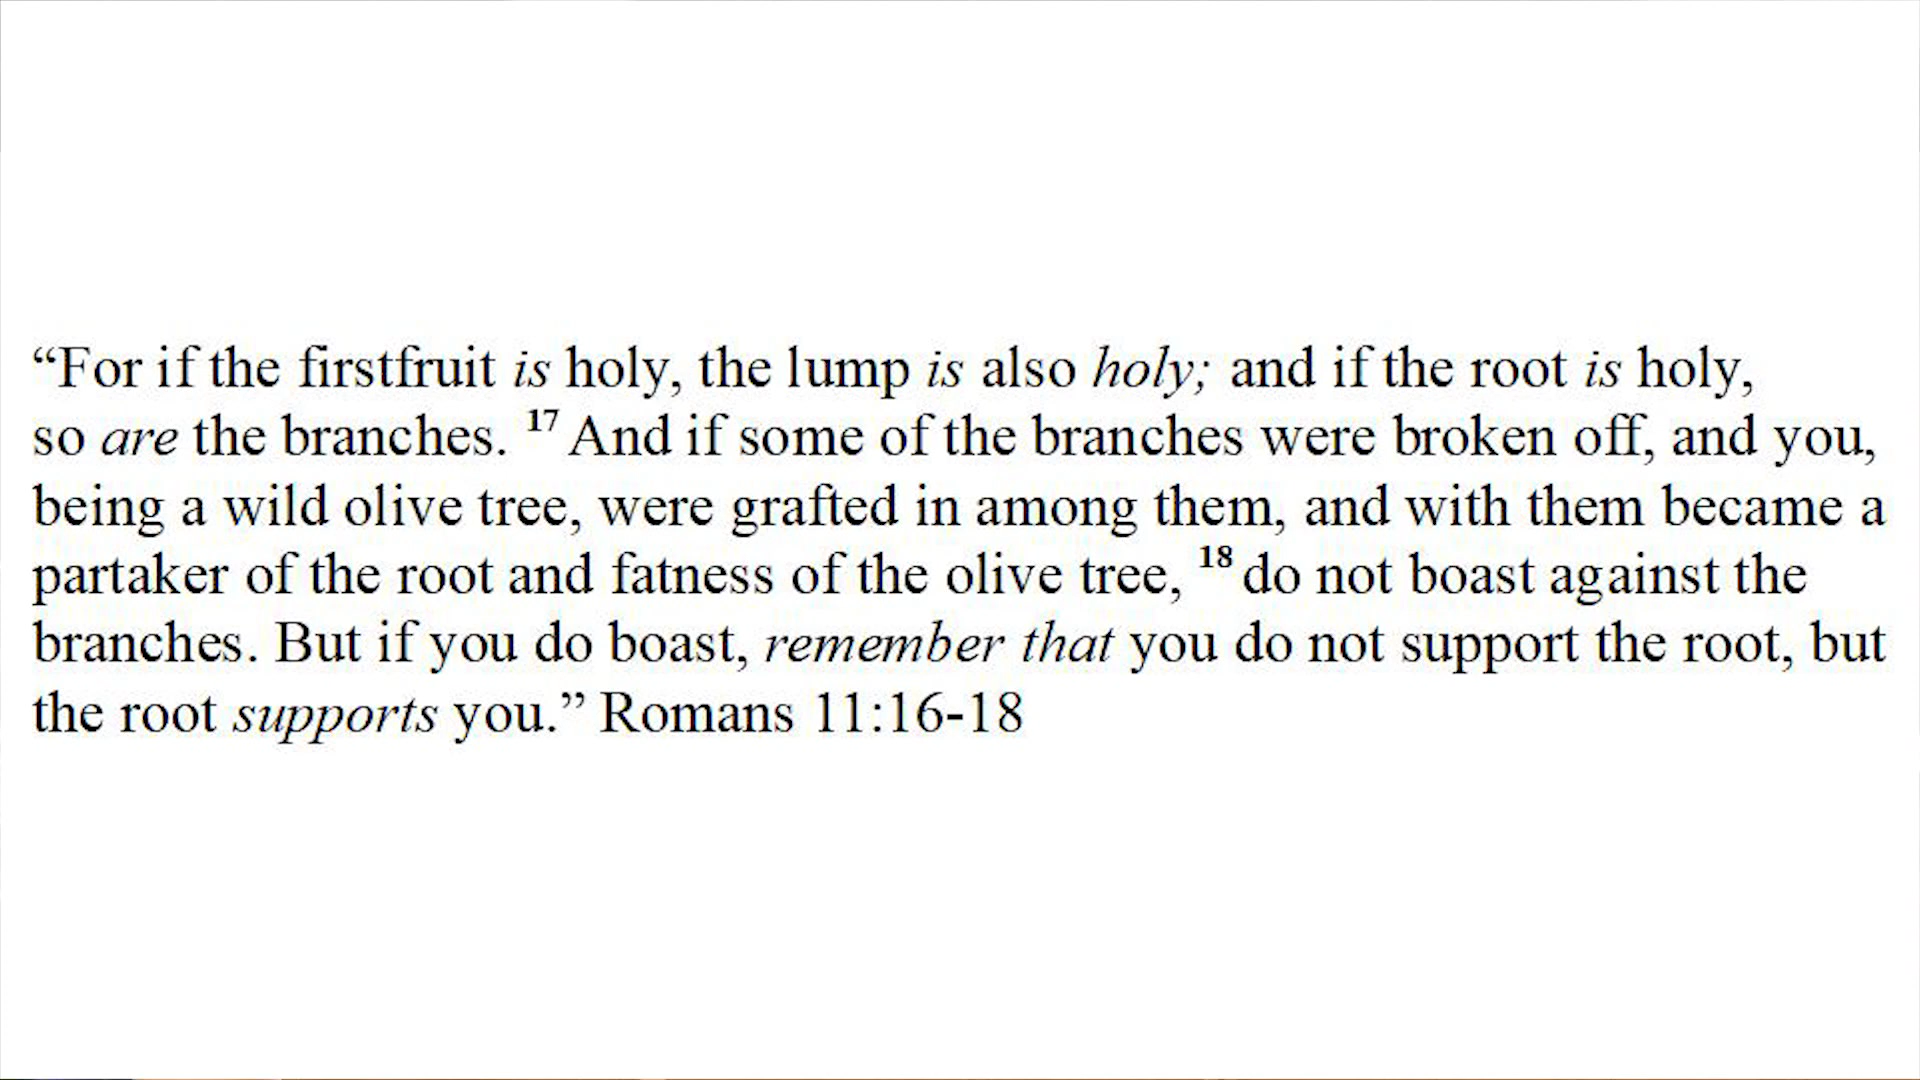 “For if the firstfruit is holy, the lump is also holy; and if the root is holy,
so are the branches. 17 And if some of the branches were broken off, and you,
being a wild olive tree, were grafted in among them, and with them became a
partaker of the root and fatness of the olive tree, 18 do not boast against the
branches. But if you do boast, remember that you do not support the root, but
the root supports you.” Romans 11:16-18